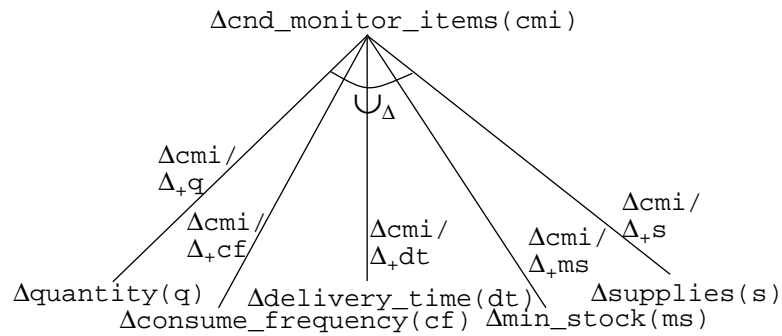 Δcnd_monitor_items(cmi)
∪Δ
Δcmi/
Δ₊q
Δcmi/
Δ₊cf
Δcmi/
Δ₊dt
Δcmi/
Δ₊ms
Δcmi/
Δ₊s
Δquantity(q)
Δconsume_frequency(cf)
Δdelivery_time(dt)
Δmin_stock(ms)
Δsupplies(s)